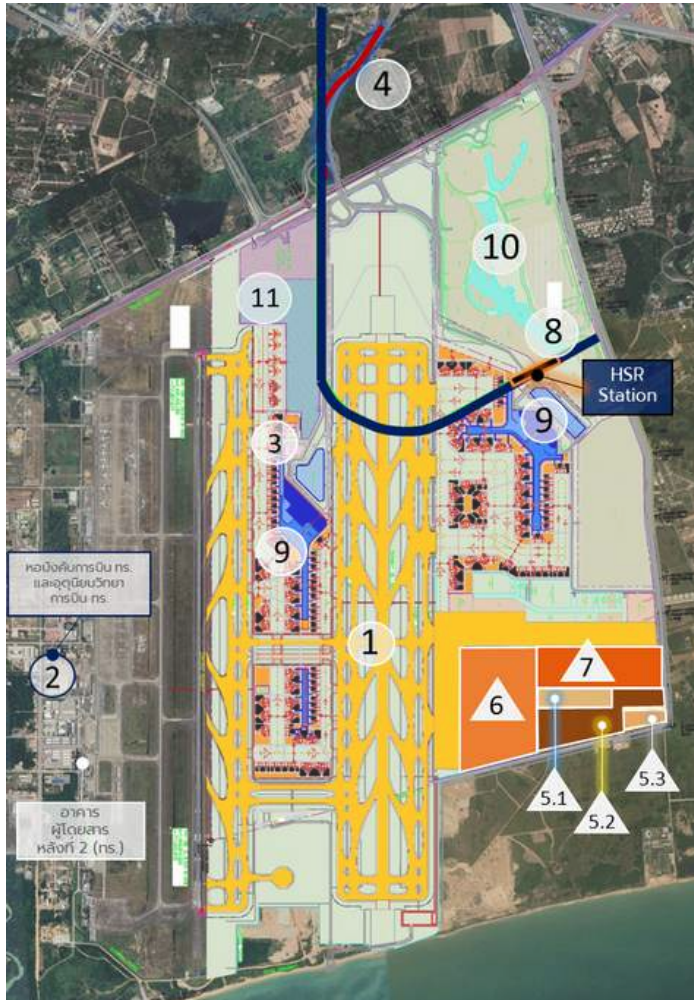 4
10
11
8
HSR
Station
9
3
9
หอบังคับการบิน ทร.
และอุตุนิยมวิทยา
การบิน ทร.
1
2
7
6
5.1
5.2
5.3
อาคาร
ผู้โดยสาร
หลังที่ 2 (ทร.)